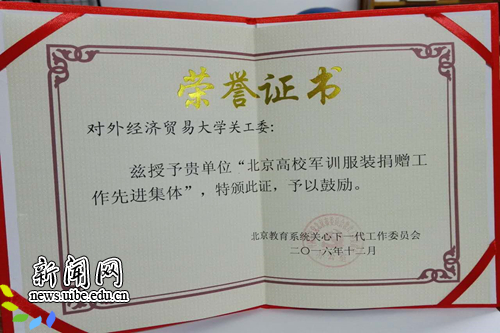 荣誉证书
对外经济贸易大学关工委:
兹授予贵单位“北京高校军训服装捐赠工
作先进集体”,特颁此证,予以鼓励。
北京教育系统关心下一代工作委员会
二〇一六年十二月
新闻网
news.uibe.edu.cn